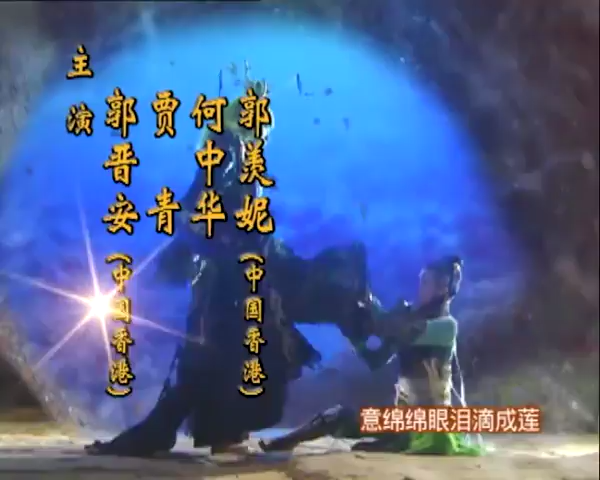 主演
郭羡妮(中国香港)
何中华
贾青
郭晋安(中国香港)
意绵绵眼泪滴成莲